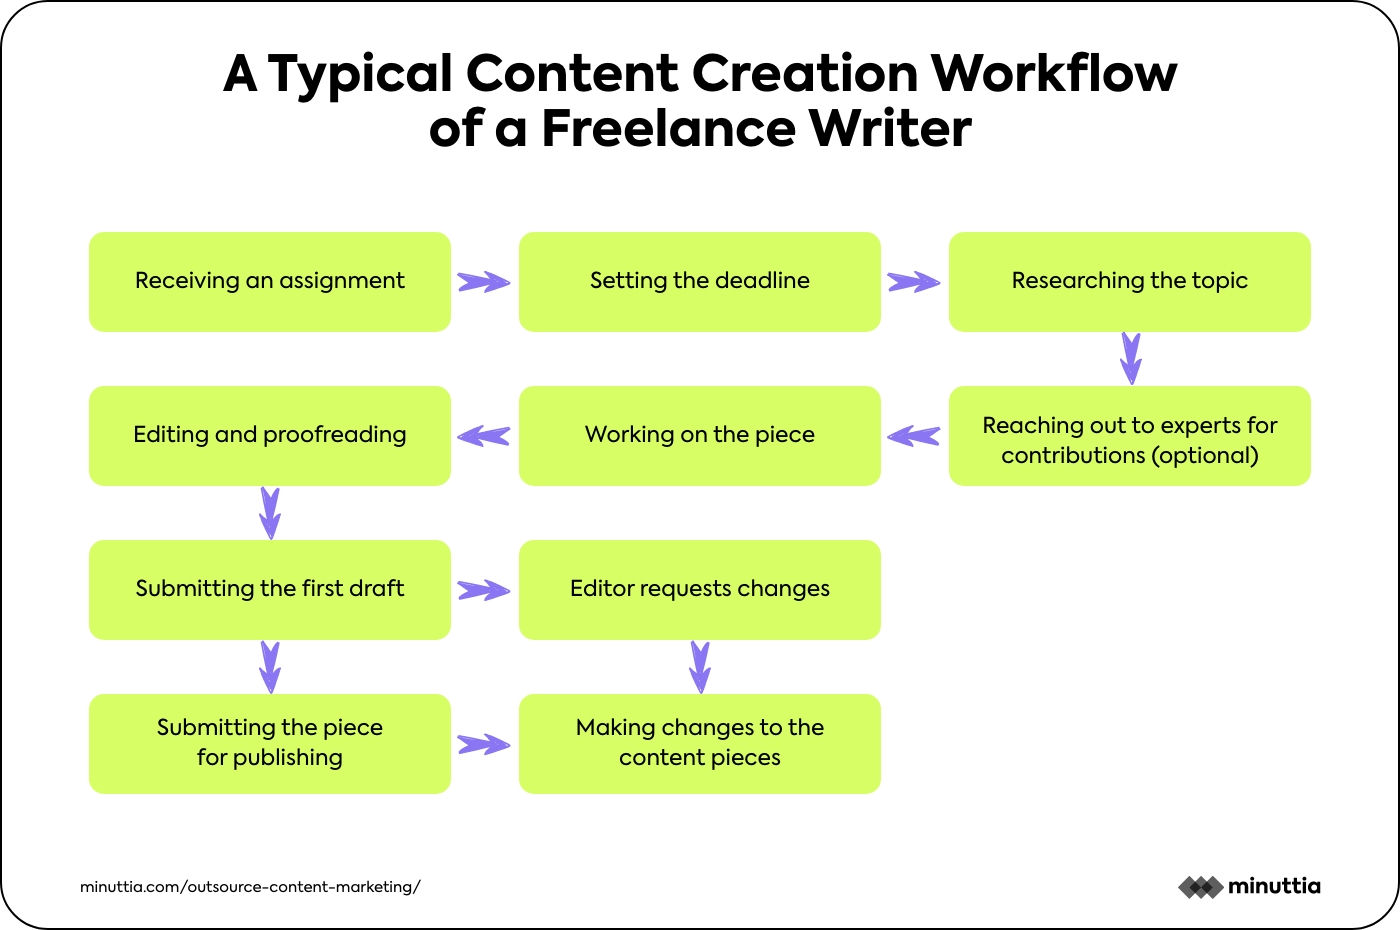 A Typical Content Creation Workflow
of a Freelance Writer
Receiving an assignment
Setting the deadline
Researching the topic
Reaching out to experts for
contributions (optional)
Working on the piece
Editing and proofreading
Submitting the first draft
Editor requests changes
Submitting the piece
for publishing
Making changes to the
content pieces
minuttia.com/outsource-content-marketing/
minuttia